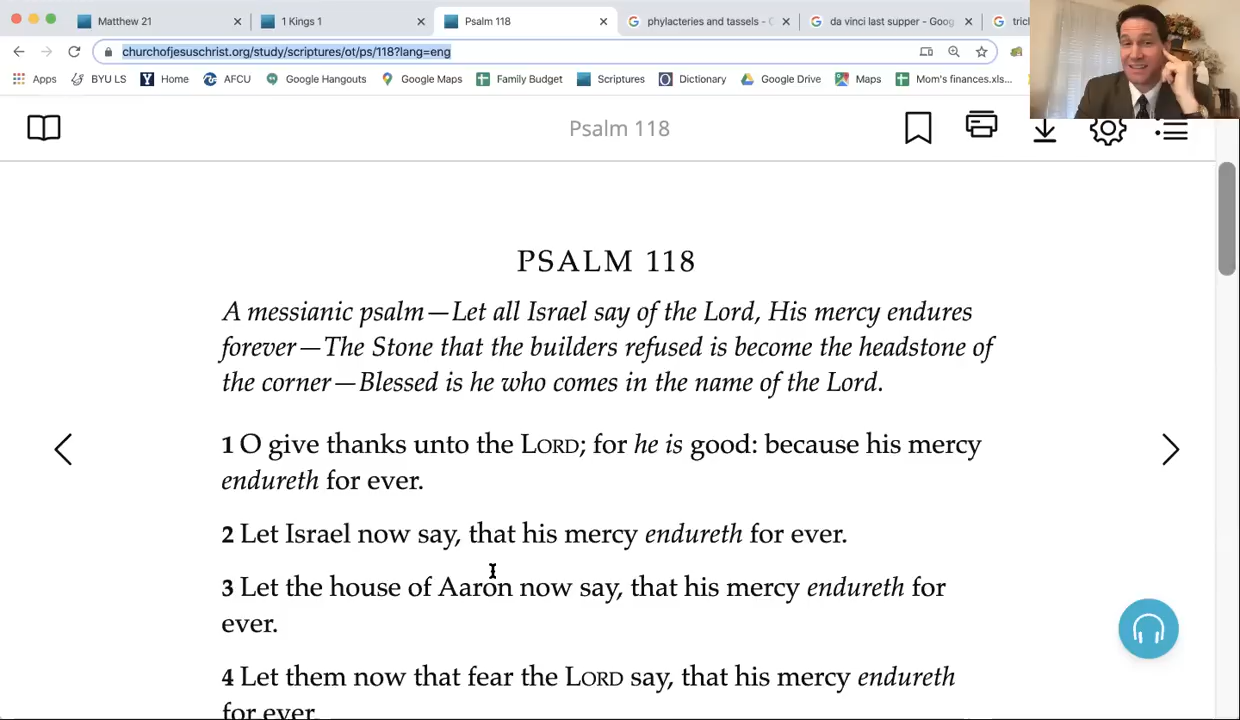 Matthew 21
1 Kings 1
Psalm 118
phylacteries and tassels - G
da vinci last supper - Goog
tricl
churchofjesuschrist.org/study/scriptures/ot/ps/118?lang=eng
Apps BYU LS Home AFCU Google Hangouts Google Maps Family Budget Scriptures Dictionary Google Drive Maps Mom's finances.xls...
Psalm 118
PSALM 118
A messianic psalm—Let all Israel say of the Lord, His mercy endures
forever—The Stone that the builders refused is become the headstone of
the corner—Blessed is he who comes in the name of the Lord.
1 O give thanks unto the LORD; for he is good: because his mercy
endureth for ever.
2 Let Israel now say, that his mercy endureth for ever.
3 Let the house of Aaron now say, that his mercy endureth for
ever.
4 Let them now that fear the LORD say, that his mercy endureth
for ever.